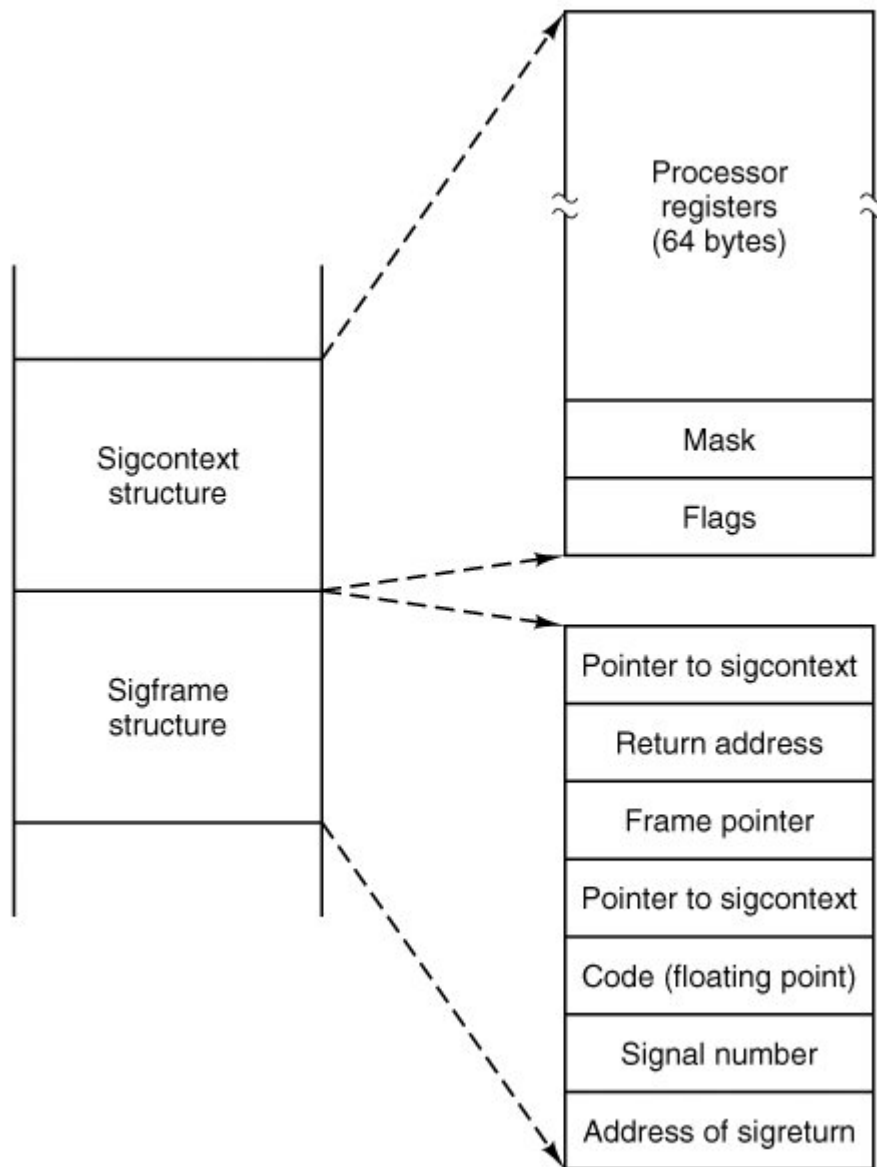 Sigcontext
structure
Sigframe
structure
Processor
registers
(64 bytes)
Mask
Flags
Pointer to sigcontext
Return address
Frame pointer
Pointer to sigcontext
Code (floating point)
Signal number
Address of sigreturn